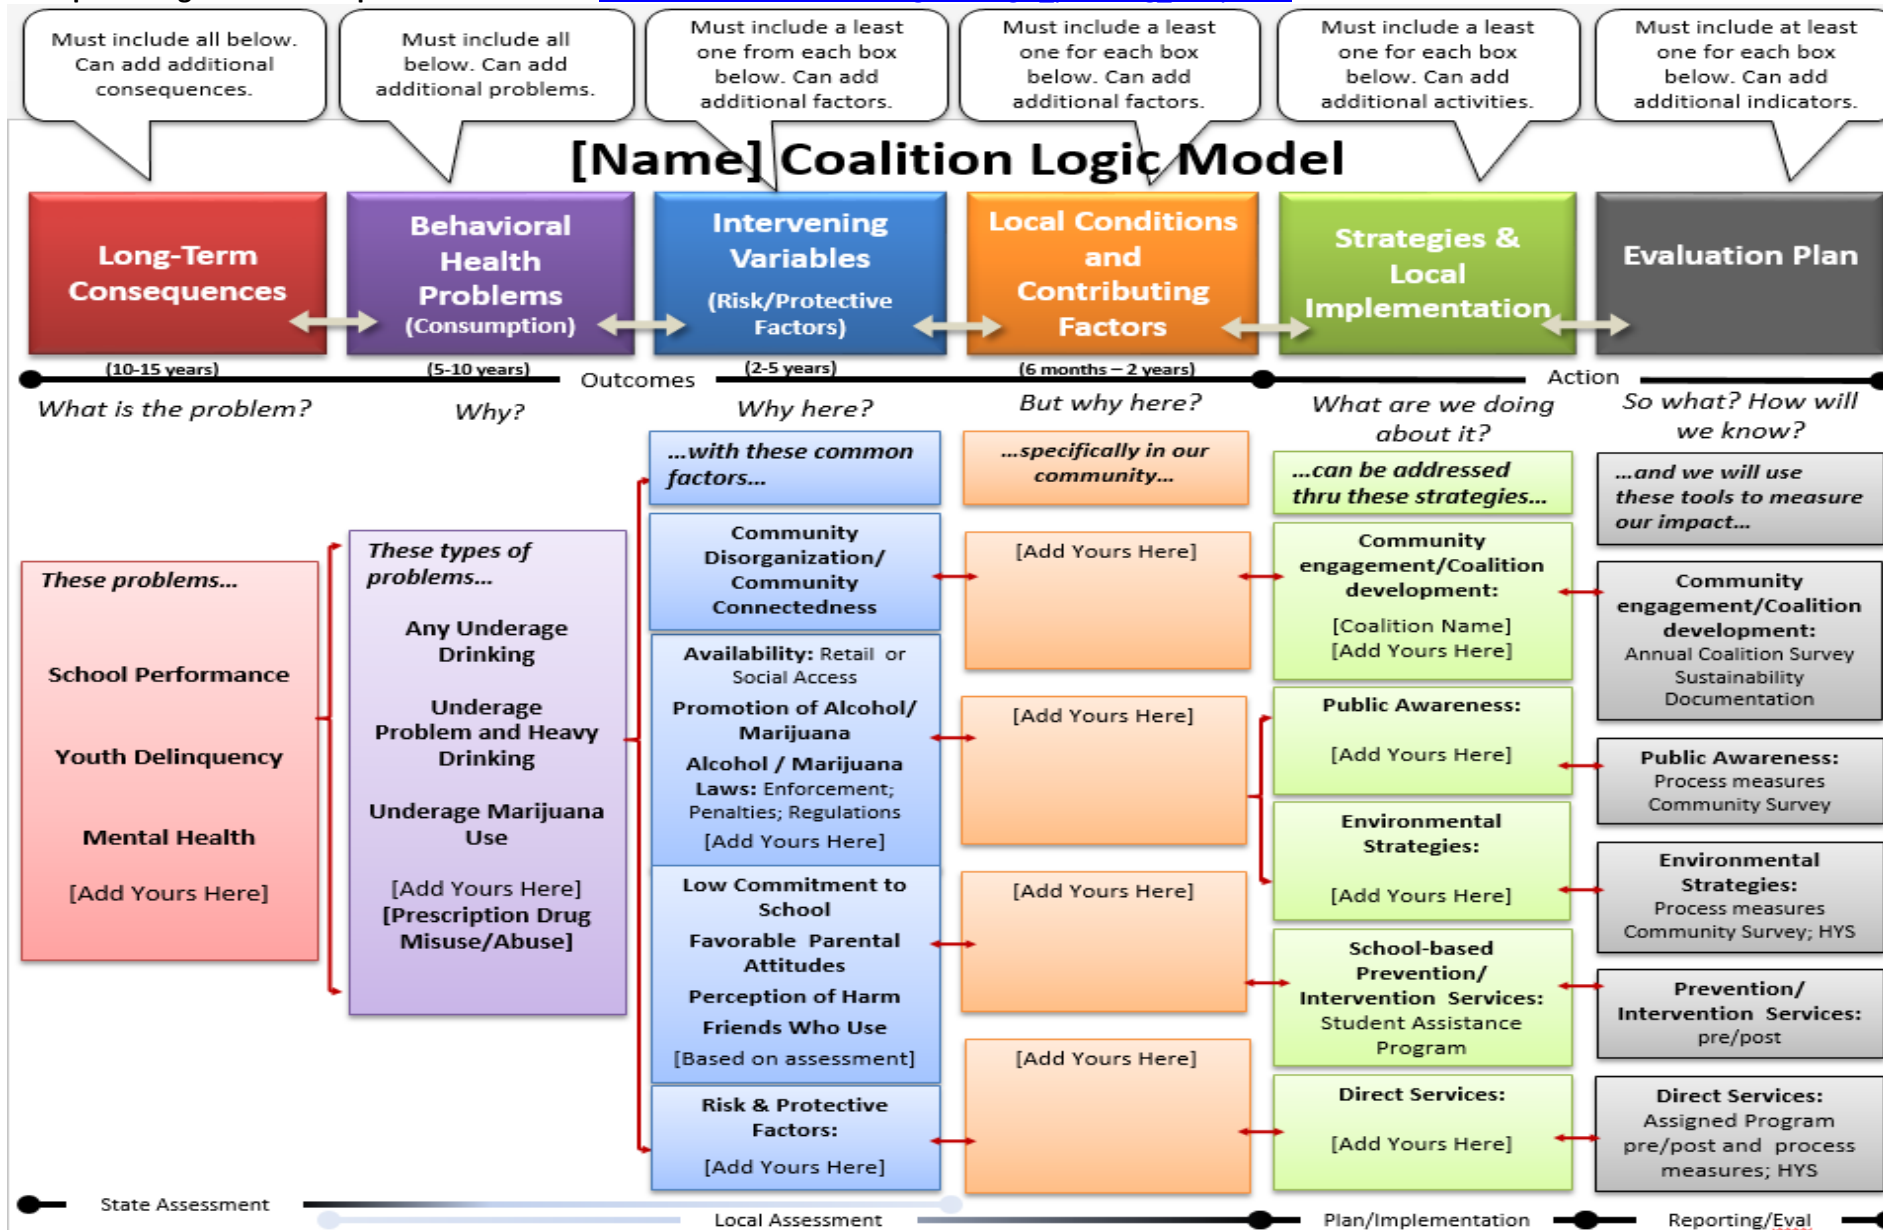 Must include all below.
Can add additional
consequences.
Must include all
below. Can add
additional problems.
Must include a least
one from each box
below. Can add
additional factors.
Must include a least
one for each box
below. Can add
additional factors.
Must include a least
one for each box
below. Can add
additional activities.
Must include at least
one for each box
below. Can add
additional indicators.
[Name] Coalition Logic Model
Long-Term
Consequences
Behavioral
Health
Problems
(Consumption)
Intervening
Variables
(Risk/Protective
Factors)
Local Conditions
and
Contributing
Factors
Strategies &
Local
Implementation
Evaluation Plan
(10-15 years)
(5-10 years)
Outcomes
(2-5 years)
(6 months – 2 years)
Action
What is the problem?
Why?
Why here?
But why here?
What are we doing
about it?
So what? How will
we know?
These problems...
School Performance
Youth Delinquency
Mental Health
[Add Yours Here]
These types of
problems...
Any Underage
Drinking
Underage
Problem and Heavy
Drinking
Underage Marijuana
Use
[Add Yours Here]
[Prescription Drug
Misuse/Abuse]
...with these common
factors...
Community
Disorganization/
Community
Connectedness
Availability: Retail or
Social Access
Promotion of Alcohol/
Marijuana
Alcohol / Marijuana
Laws: Enforcement;
Penalties; Regulations
[Add Yours Here]
Low Commitment to
School
Favorable Parental
Attitudes
Perception of Harm
Friends Who Use
[Based on assessment]
Risk & Protective
Factors:
[Add Yours Here]
...specifically in our
community...
[Add Yours Here]
[Add Yours Here]
[Add Yours Here]
[Add Yours Here]
...can be addressed
thru these strategies...
Community
engagement/Coalition
development:
[Coalition Name]
[Add Yours Here]
Public Awareness:
[Add Yours Here]
Environmental
Strategies:
[Add Yours Here]
School-based
Prevention/
Intervention Services:
Student Assistance
Program
Direct Services:
[Add Yours Here]
...and we will use
these tools to measure
our impact...
Community
engagement/Coalition
development:
Annual Coalition Survey
Sustainability
Documentation
Public Awareness:
Process measures
Community Survey
Environmental
Strategies:
Process measures
Community Survey; HYS
Prevention/
Intervention Services:
pre/post
Direct Services:
Assigned Program
pre/post and process
measures; HYS
State Assessment
Local Assessment
Plan/Implementation
Reporting/Eval